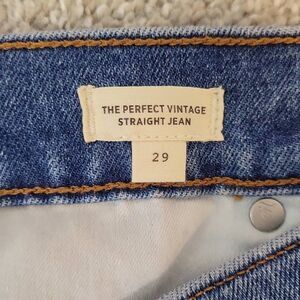 THE PERFECT VINTAGE
STRAIGHT JEAN
29